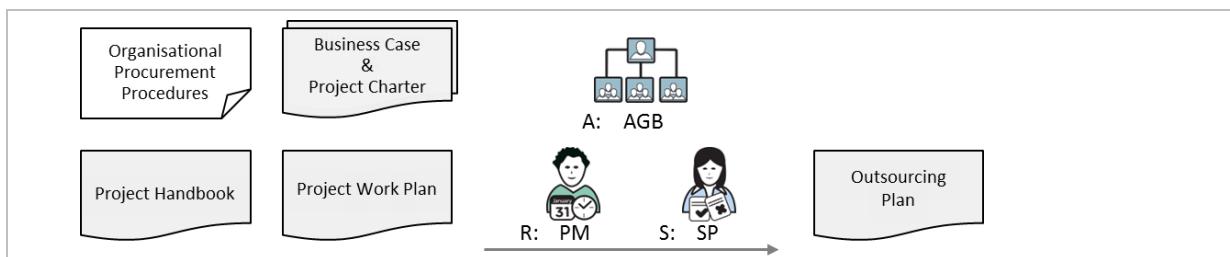 Organisational
Procurement
Procedures
Business Case
&
Project Charter
A: AGB
Project Handbook
Project Work Plan
January
31
R: PM
S: SP
Outsourcing
Plan